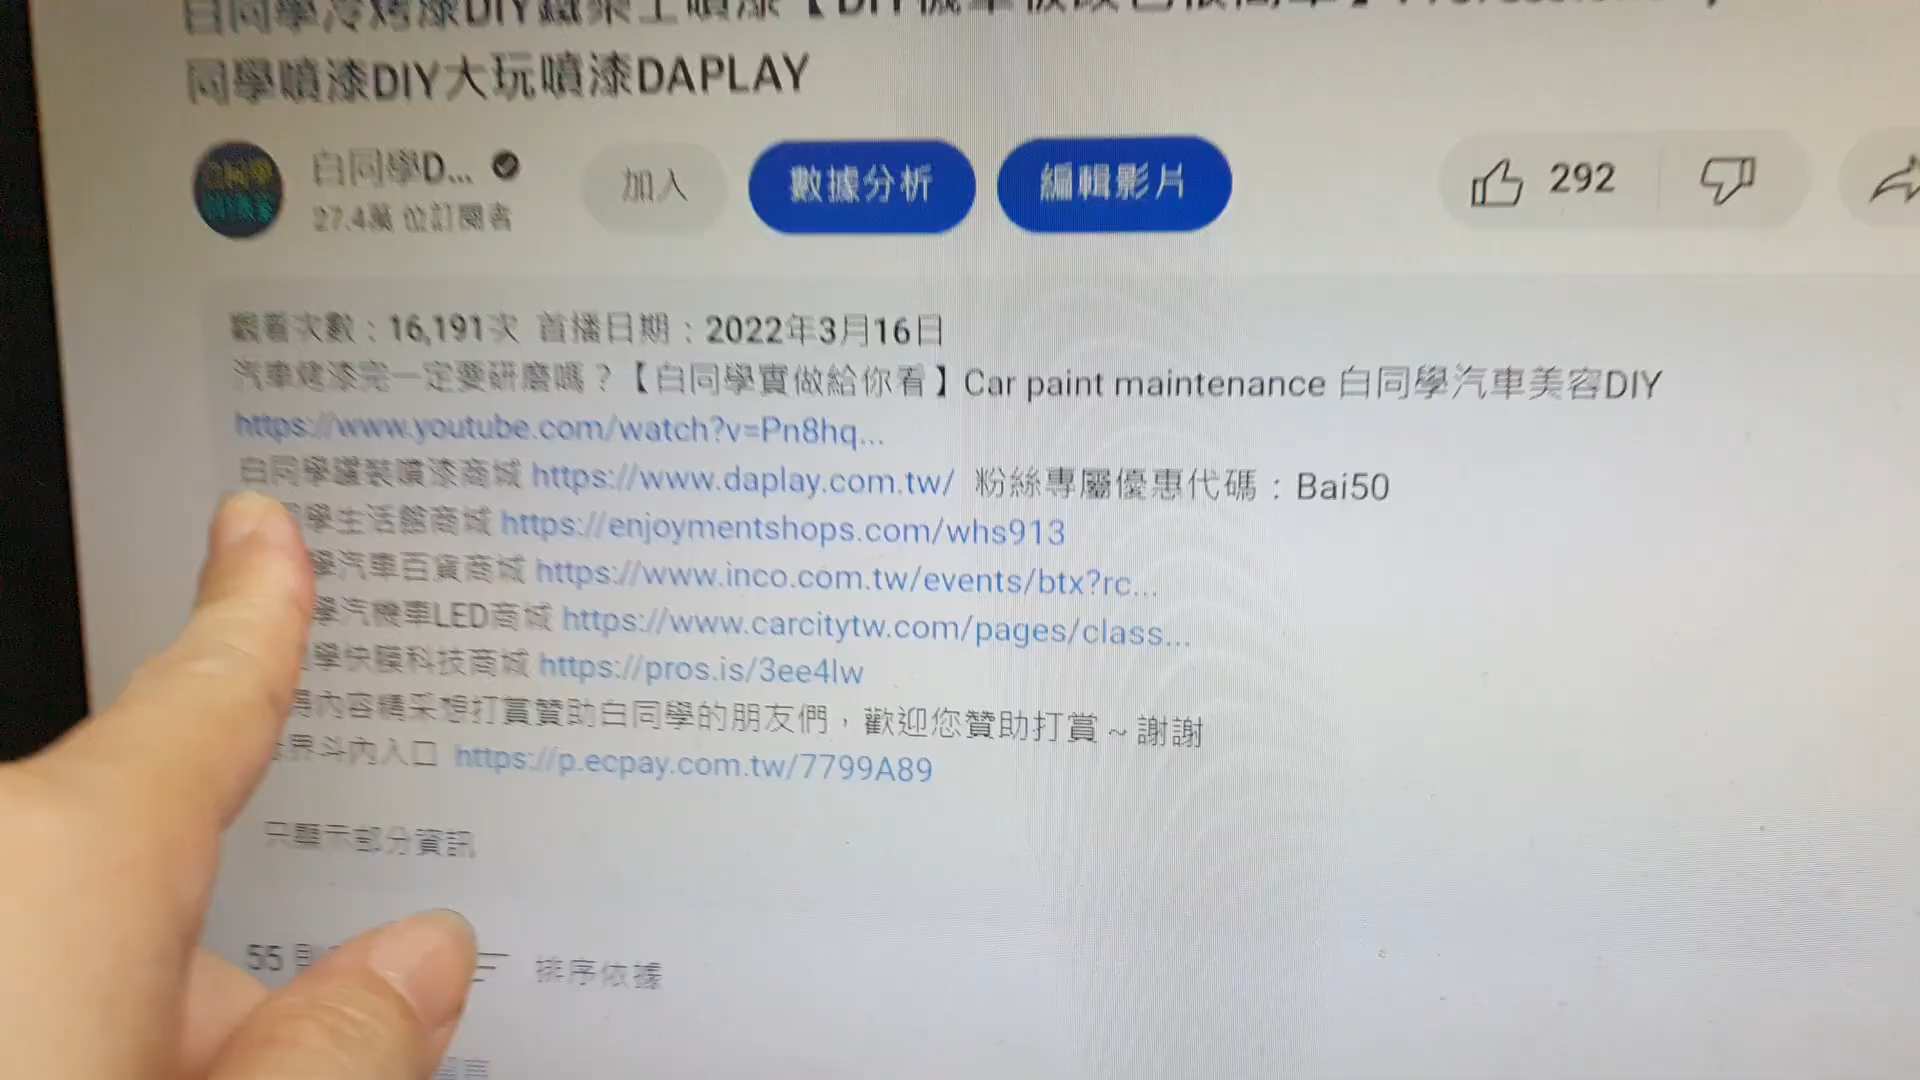 同學噴漆DIY大玩噴漆DAPLAY
白同學D...
27.4萬 位訂閱者
加入
數據分析
編輯影片
292
觀看次數：16,191次 首播日期：2022年3月16日
汽車烤漆完一定要研磨嗎？【白同學實做給你看】Car paint maintenance 白同學汽車美容DIY
https://www.youtube.com/watch?v=Pn8hq...
白同學罐裝噴漆商城 https://www.daplay.com.tw/ 粉絲專屬優惠代碼：Bai50
學生活館商城 https://enjoymentshops.com/whs913
學汽車百貨商城 https://www.inco.com.tw/events/btx?rc...
學汽機車LED商城 https://www.carcitytw.com/pages/class...
學快膜科技商城 https://pros.is/3ee4lw
內容精采想打賞贊助白同學的朋友們，歡迎您贊助打賞～謝謝
界斗內入口 https://p.ecpay.com.tw/7799A89
只顯示部分資訊
55
排序依據